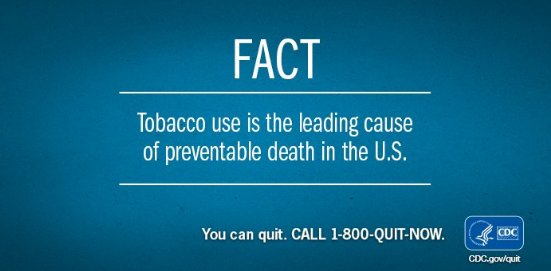 FACT
Tobacco use is the leading cause
of preventable death in the U.S.
You can quit. CALL 1-800-QUIT-NOW.
CDC
CDC.gov/quit